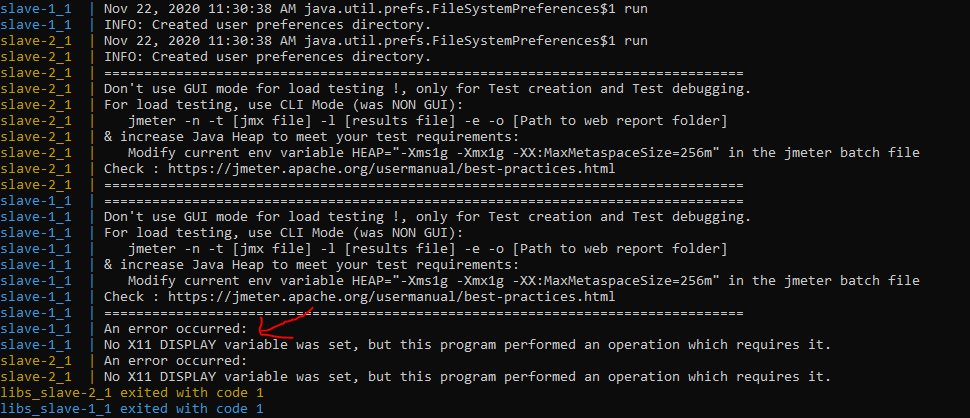 slave-1_1  | Nov 22, 2020 11:30:38 AM java.util.prefs.FileSystemPreferences$1 run
slave-1_1  | INFO: Created user preferences directory.
slave-2_1  | Nov 22, 2020 11:30:38 AM java.util.prefs.FileSystemPreferences$1 run
slave-2_1  | INFO: Created user preferences directory.
slave-2_1  | ================================================================================
slave-2_1  | Don't use GUI mode for load testing !, only for Test creation and Test debugging.
slave-2_1  | For load testing, use CLI Mode (was NON GUI):
slave-2_1  |    jmeter -n -t [jmx file] -l [results file] -e -o [Path to web report folder]
slave-2_1  | & increase Java Heap to meet your test requirements:
slave-2_1  |    Modify current env variable HEAP="-Xms1g -Xmx1g -XX:MaxMetaspaceSize=256m" in the jmeter batch file
slave-2_1  | Check : https://jmeter.apache.org/usermanual/best-practices.html
slave-2_1  | ================================================================================
slave-1_1  | ================================================================================
slave-1_1  | Don't use GUI mode for load testing !, only for Test creation and Test debugging.
slave-1_1  | For load testing, use CLI Mode (was NON GUI):
slave-1_1  |    jmeter -n -t [jmx file] -l [results file] -e -o [Path to web report folder]
slave-1_1  | & increase Java Heap to meet your test requirements:
slave-1_1  |    Modify current env variable HEAP="-Xms1g -Xmx1g -XX:MaxMetaspaceSize=256m" in the jmeter batch file
slave-1_1  | Check : https://jmeter.apache.org/usermanual/best-practices.html
slave-1_1  | ================================================================================
slave-1_1  | An error occurred:
slave-1_1  | No X11 DISPLAY variable was set, but this program performed an operation which requires it.
slave-2_1  | An error occurred:
slave-2_1  | No X11 DISPLAY variable was set, but this program performed an operation which requires it.
libs_slave-2_1 exited with code 1
libs_slave-1_1 exited with code 1